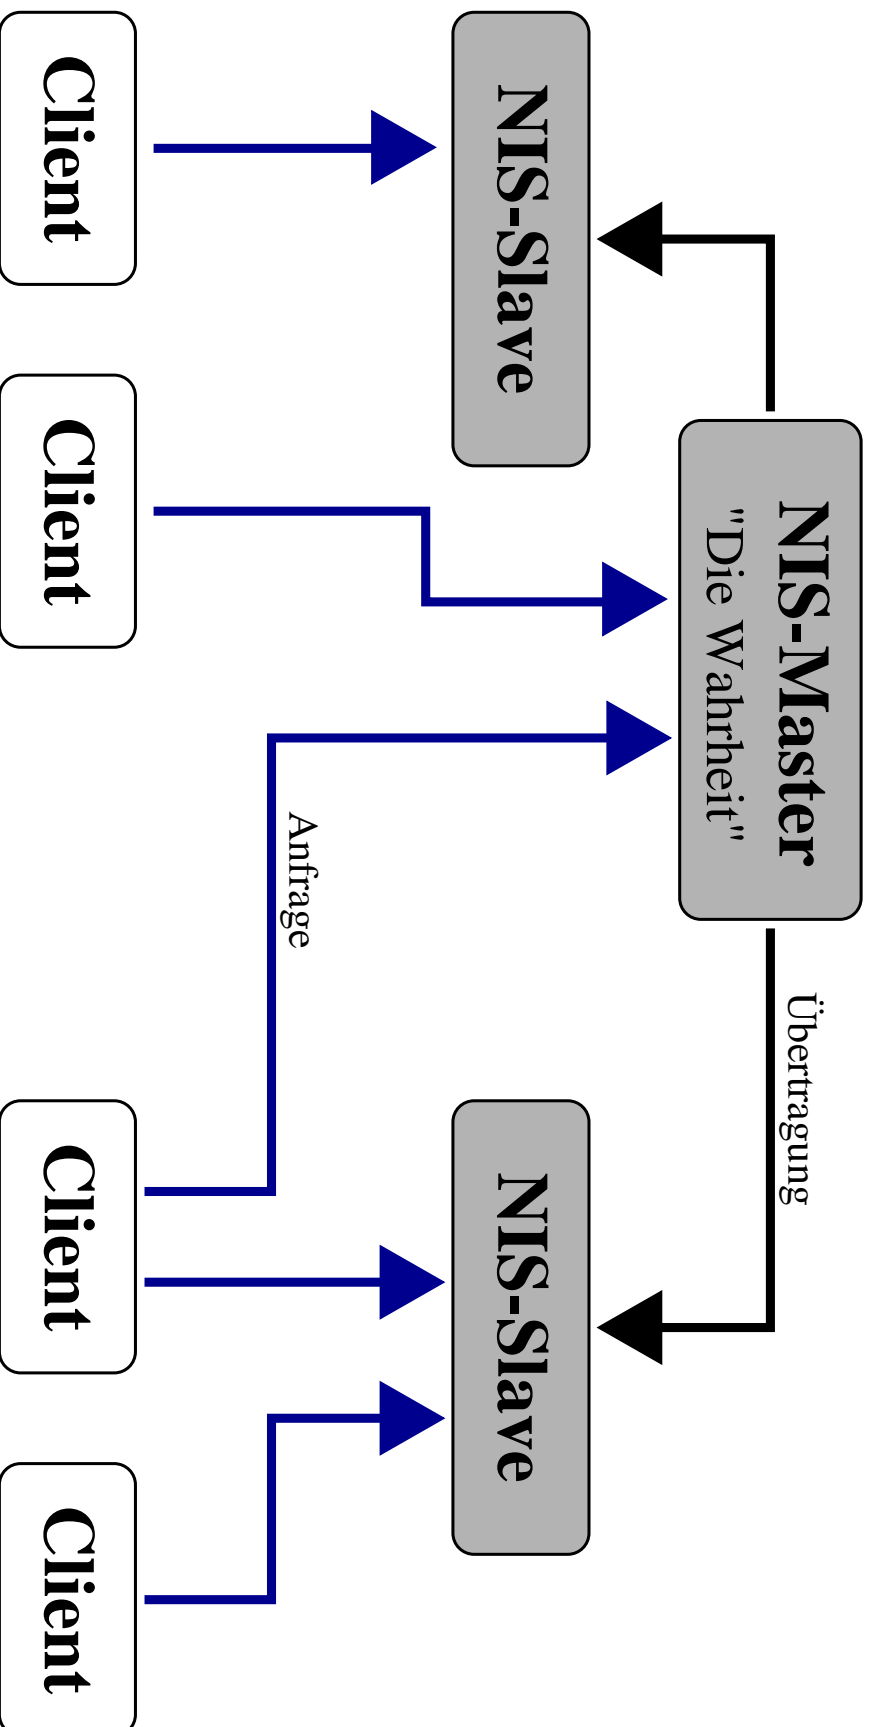 NIS-Master
"Die Wahrheit"
Übertragung
NIS-Slave
NIS-Slave
Anfrage
Client
Client
Client
Client